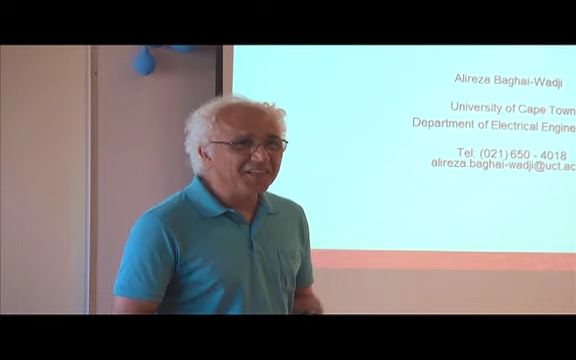 Alireza Baghai-Wadji
University of Cape Town
Department of Electrical Engine
Tel: (021) 650 - 4018
alireza.baghai-wadji@uct.ac